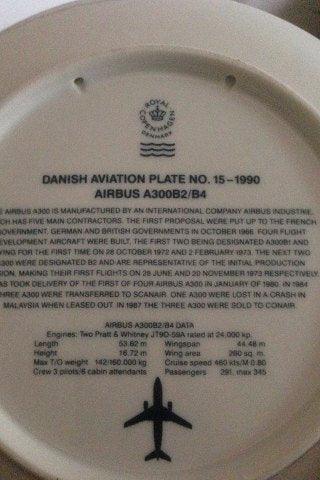 ROYAL COPENHAGEN
DENMARK
DANISH AVIATION PLATE NO. 15–1990
AIRBUS A300B2/B4
E AIRBUS A300 IS MANUFACTURED BY AN INTERNATIONAL COMPANY AIRBUS INDUSTRIE,
CH HAS FIVE MAIN CONTRACTORS. THE FIRST PROPOSAL WERE PUT UP TO THE FRENCH
OVERNMENT, GERMAN AND BRITISH GOVERNMENTS IN OCTOBER 1966. FOUR FLIGHT
EVELOPMENT AIRCRAFT WERE BUILT, THE FIRST TWO BEING DESIGNATED A300B1 AND
YING FOR THE FIRST TIME ON 28 OCTOBER 1972 AND 2 FEBRUARY 1973. THE NEXT TWO
A300 WERE DESIGNATED B2 AND ARE REPRESENTATIVE OF THE INITIAL PRODUCTION
SION, MAKING THEIR FIRST FLIGHTS ON 28 JUNE AND 20 NOVEMBER 1973 RESPECTIVELY.
AS TOOK DELIVERY OF THE FIRST OF FOUR AIRBUS A300 IN JANUARY OF 1980. IN 1984
THREE A300 WERE TRANSFERRED TO SCANAIR. ONE A300 WERE LOST IN A CRASH IN
MALAYSIA WHEN LEASED OUT IN 1987 THE THREE A300 WERE SOLD TO CONAIR.
AIRBUS A300B2/B4 DATA
Engines: Two Pratt & Whitney JT9D-59A rated at 24.000 kp.
Length 53.62 m Wingspan 44.48 m
Height 16.72 m Wing area 260 sq. m.
Max T/O weight 142/160.000 kg Cruise speed 460 kts/M 0.80
Crew 3 pilots/6 cabin attendants Passengers 291, max 345